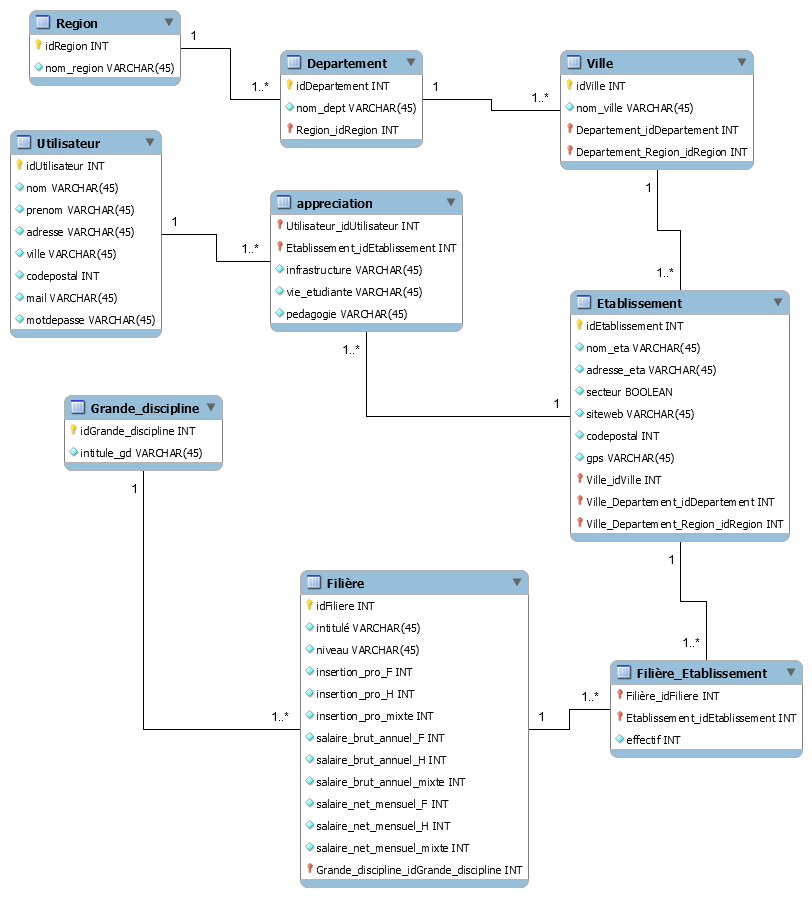 Region
idRegion INT
nom_region VARCHAR(45)
1
1..*
Departement
idDepartement INT
nom_dept VARCHAR(45)
Region_idRegion INT
1
1..*
Ville
idVille INT
nom_ville VARCHAR(45)
Departement_idDepartement INT
Departement_Region_idRegion INT
1
1..*
Utilisateur
idUtilisateur INT
nom VARCHAR(45)
prenom VARCHAR(45)
adresse VARCHAR(45)
ville VARCHAR(45)
codepostal INT
mail VARCHAR(45)
motdepasse VARCHAR(45)
1
1..*
appreciation
Utilisateur_idUtilisateur INT
Etablissement_idEtablissement INT
infrastructure VARCHAR(45)
vie_etudiante VARCHAR(45)
pedagogie VARCHAR(45)
1..*
1
Etablissement
idEtablissement INT
nom_eta VARCHAR(45)
adresse_eta VARCHAR(45)
secteur BOOLEAN
siteweb VARCHAR(45)
codepostal INT
gps VARCHAR(45)
Ville_idVille INT
Ville_Departement_idDepartement INT
Ville_Departement_Region_idRegion INT
1
1..*
Grande_discipline
idGrande_discipline INT
intitule_gd VARCHAR(45)
1
1..*
Filière
idFiliere INT
intitulé VARCHAR(45)
niveau VARCHAR(45)
insertion_pro_F INT
insertion_pro_H INT
insertion_pro_mixte INT
salaire_brut_annuel_F INT
salaire_brut_annuel_H INT
salaire_brut_annuel_mixte INT
salaire_net_mensuel_F INT
salaire_net_mensuel_H INT
salaire_net_mensuel_mixte INT
Grande_discipline_idGrande_discipline INT
1
1..*
Filière_Etablissement
Filière_idFiliere INT
Etablissement_idEtablissement INT
effectif INT